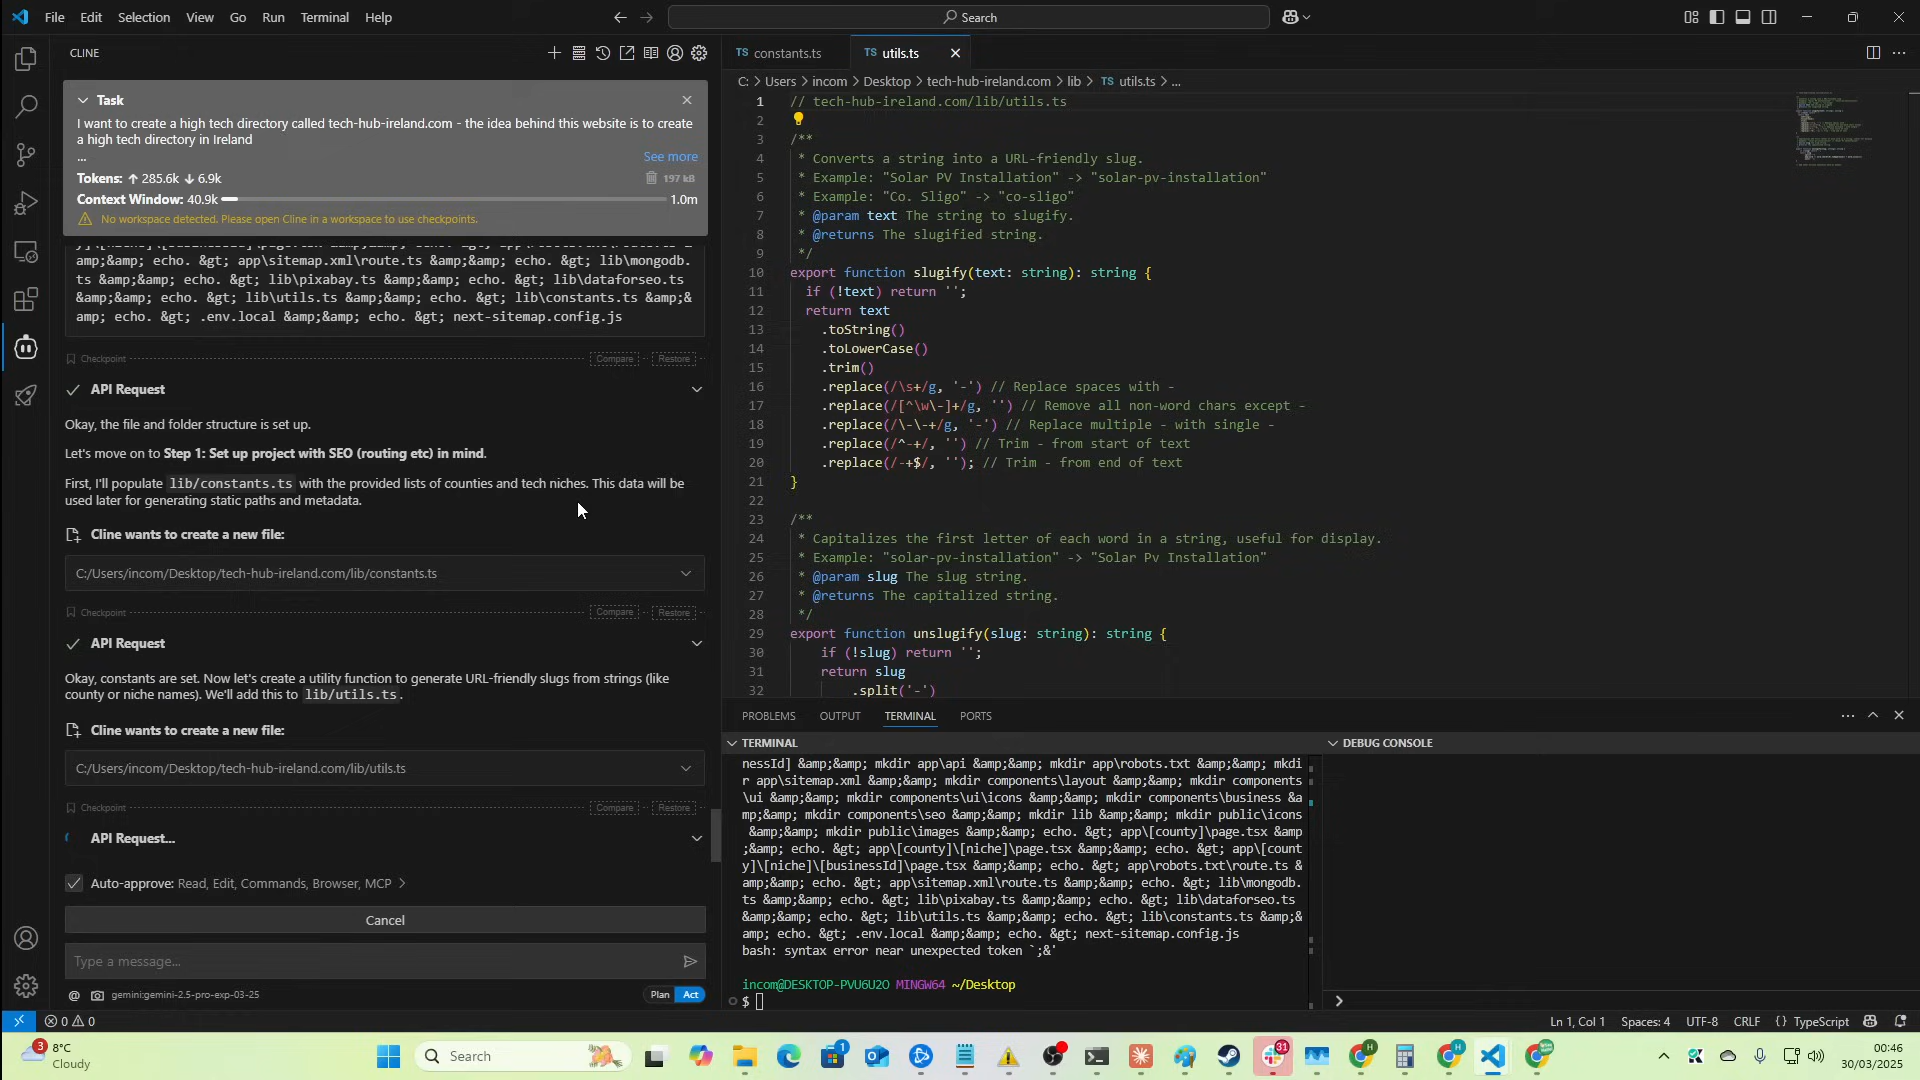 File Edit Selection View Go Run Terminal Help
Search
CLINE
Task
I want to create a high tech directory called tech-hub-ireland.com - the idea behind this website is to create
a high tech directory in Ireland
...
See more
Tokens: ↑ 285.6k ↓ 6.9k
197 kB
Context Window: 40.9k 1.0m
No workspace detected. Please open Cline in a workspace to use checkpoints.
amp;&amp; echo. &gt; app\sitemap.xml\route.ts &amp;&amp; echo. &gt; lib\mongodb.
ts &amp;&amp; echo. &gt; lib\pixabay.ts &amp;&amp; echo. &gt; lib\dataforseo.ts
&amp;&amp; echo. &gt; lib\utils.ts &amp;&amp; echo. &gt; lib\constants.ts &amp;&
amp; echo. &gt; .env.local &amp;&amp; echo. &gt; next-sitemap.config.js
Checkpoint Compare Restore
API Request
Okay, the file and folder structure is set up.
Let's move on to Step 1: Set up project with SEO (routing etc) in mind.
First, I'll populate lib/constants.ts with the provided lists of counties and tech niches. This data will be
used later for generating static paths and metadata.
Cline wants to create a new file:
C:/Users/incom/Desktop/tech-hub-ireland.com/lib/constants.ts
Checkpoint Compare Restore
API Request
Okay, constants are set. Now let's create a utility function to generate URL-friendly slugs from strings (like
county or niche names). We'll add this to lib/utils.ts.
Cline wants to create a new file:
C:/Users/incom/Desktop/tech-hub-ireland.com/lib/utils.ts
Checkpoint Compare Restore
API Request...
Auto-approve: Read, Edit, Commands, Browser, MCP >
Cancel
Type a message...
@ gemini:gemini-2.5-pro-exp-03-25
Plan Act
TS constants.ts
TS utils.ts
C: > Users > incom > Desktop > tech-hub-ireland.com > lib > TS utils.ts > ...
1 // tech-hub-ireland.com/lib/utils.ts
2
3 /**
4 * Converts a string into a URL-friendly slug.
5 * Example: "Solar PV Installation" -> "solar-pv-installation"
6 * Example: "Co. Sligo" -> "co-sligo"
7 * @param text The string to slugify.
8 * @returns The slugified string.
9 */
10 export function slugify(text: string): string {
11 if (!text) return '';
12 return text
13 .toString()
14 .toLowerCase()
15 .trim()
16 .replace(/\s+/g, '-') // Replace spaces with -
17 .replace(/[^\w\-]+/g, '') // Remove all non-word chars except -
18 .replace(/\-\-+/g, '-') // Replace multiple - with single -
19 .replace(/^-+/, '') // Trim - from start of text
20 .replace(/-+$/, ''); // Trim - from end of text
21 }
22
23 /**
24 * Capitalizes the first letter of each word in a string, useful for display.
25 * Example: "solar-pv-installation" -> "Solar Pv Installation"
26 * @param slug The slug string.
27 * @returns The capitalized string.
28 */
29 export function unslugify(slug: string): string {
30 if (!slug) return '';
31 return slug
32 .split('-')
PROBLEMS OUTPUT TERMINAL PORTS
TERMINAL
nessId] &amp;&amp; mkdir app\api &amp;&amp; mkdir app\robots.txt &amp;&amp; mkdi
r app\sitemap.xml &amp;&amp; mkdir components\layout &amp;&amp; mkdir components
\ui &amp;&amp; mkdir components\ui\icons &amp;&amp; mkdir components\business &a
mp;&amp; mkdir components\seo &amp;&amp; mkdir lib &amp;&amp; mkdir public\icons
&amp;&amp; mkdir public\images &amp;&amp; echo. &gt; app\[county]\page.tsx &amp
;&amp; echo. &gt; app\[county]\[niche]\page.tsx &amp;&amp; echo. &gt; app\[count
y]\[niche]\[businessId]\page.tsx &amp;&amp; echo. &gt; app\robots.txt\route.ts &
amp;&amp; echo. &gt; app\sitemap.xml\route.ts &amp;&amp; echo. &gt; lib\mongodb.
ts &amp;&amp; echo. &gt; lib\pixabay.ts &amp;&amp; echo. &gt; lib\dataforseo.ts
&amp;&amp; echo. &gt; lib\utils.ts &amp;&amp; echo. &gt; lib\constants.ts &amp;&
amp; echo. &gt; .env.local &amp;&amp; echo. &gt; next-sitemap.config.js
bash: syntax error near unexpected token `;&'
incom@DESKTOP-PVU6U2O MINGW64 ~/Desktop
$
DEBUG CONSOLE
0 0
Ln 1, Col 1 Spaces: 4 UTF-8 CRLF {} TypeScript
3
8°C
Cloudy
Search
1
31
00:46
30/03/2025